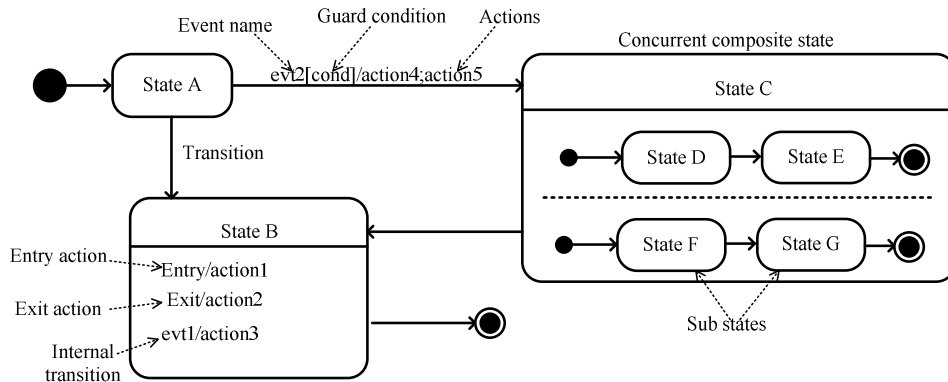 Guard condition
Event name
Actions
evt2[cond]/action4;action5
Concurrent composite state
State A
State C
Transition
State D
State E
State B
State F
State G
Entry action
Entry/action1
Exit action
Exit/action2
evt1/action3
Internal
transition
Sub states